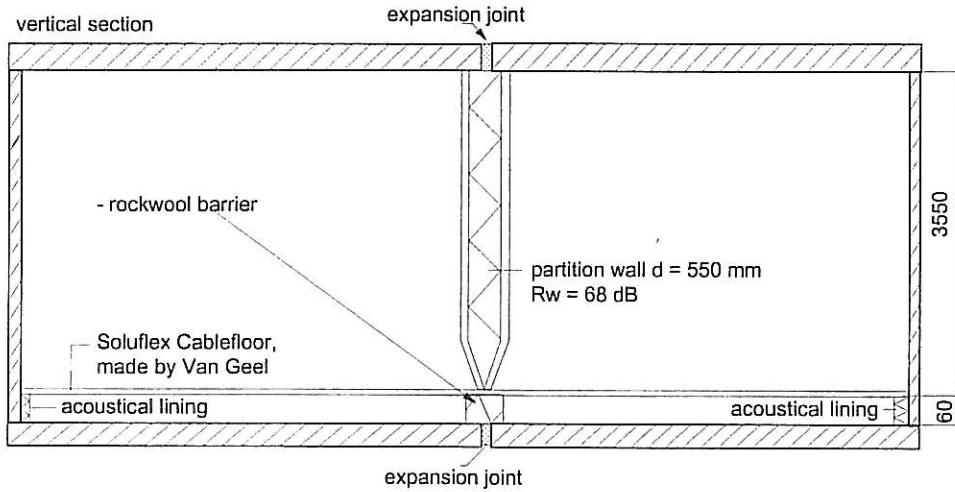 expansion joint
vertical section
- rockwool barrier
3550
partition wall d = 550 mm
Rw = 68 dB
Soluflex Cablefloor,
made by Van Geel
acoustical lining
acoustical lining
60
expansion joint